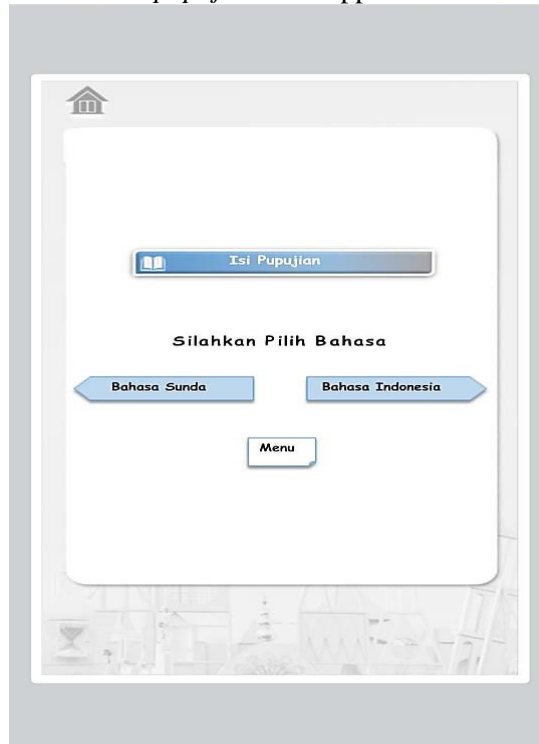 Isi Pupujian
Silahkan Pilih Bahasa
Bahasa Sunda
Bahasa Indonesia
Menu